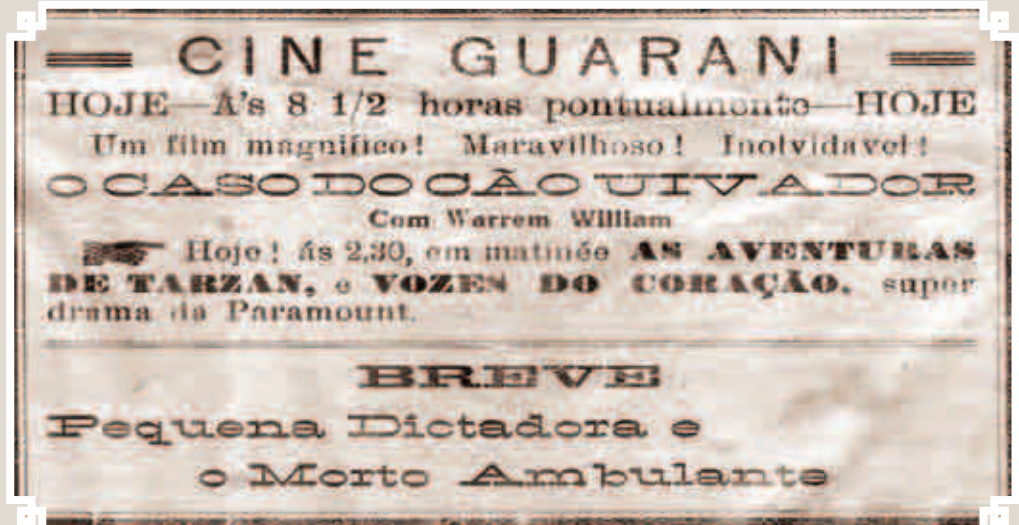 CINE GUARANI
HOJE—A's 8 1/2 horas pontualmente—HOJE
Um film magnifico! Maravilhoso! Inolvidavel!
O CASO DO CÃO UIVADOR
Com Warrem William
Hoje! ás 2,30, em matinée AS AVENTURAS
DE TARZAN, e VOZES DO CORAÇÃO. super
drama da Paramount.
BREVE
Pequena Dictadora e
o Morto Ambulante